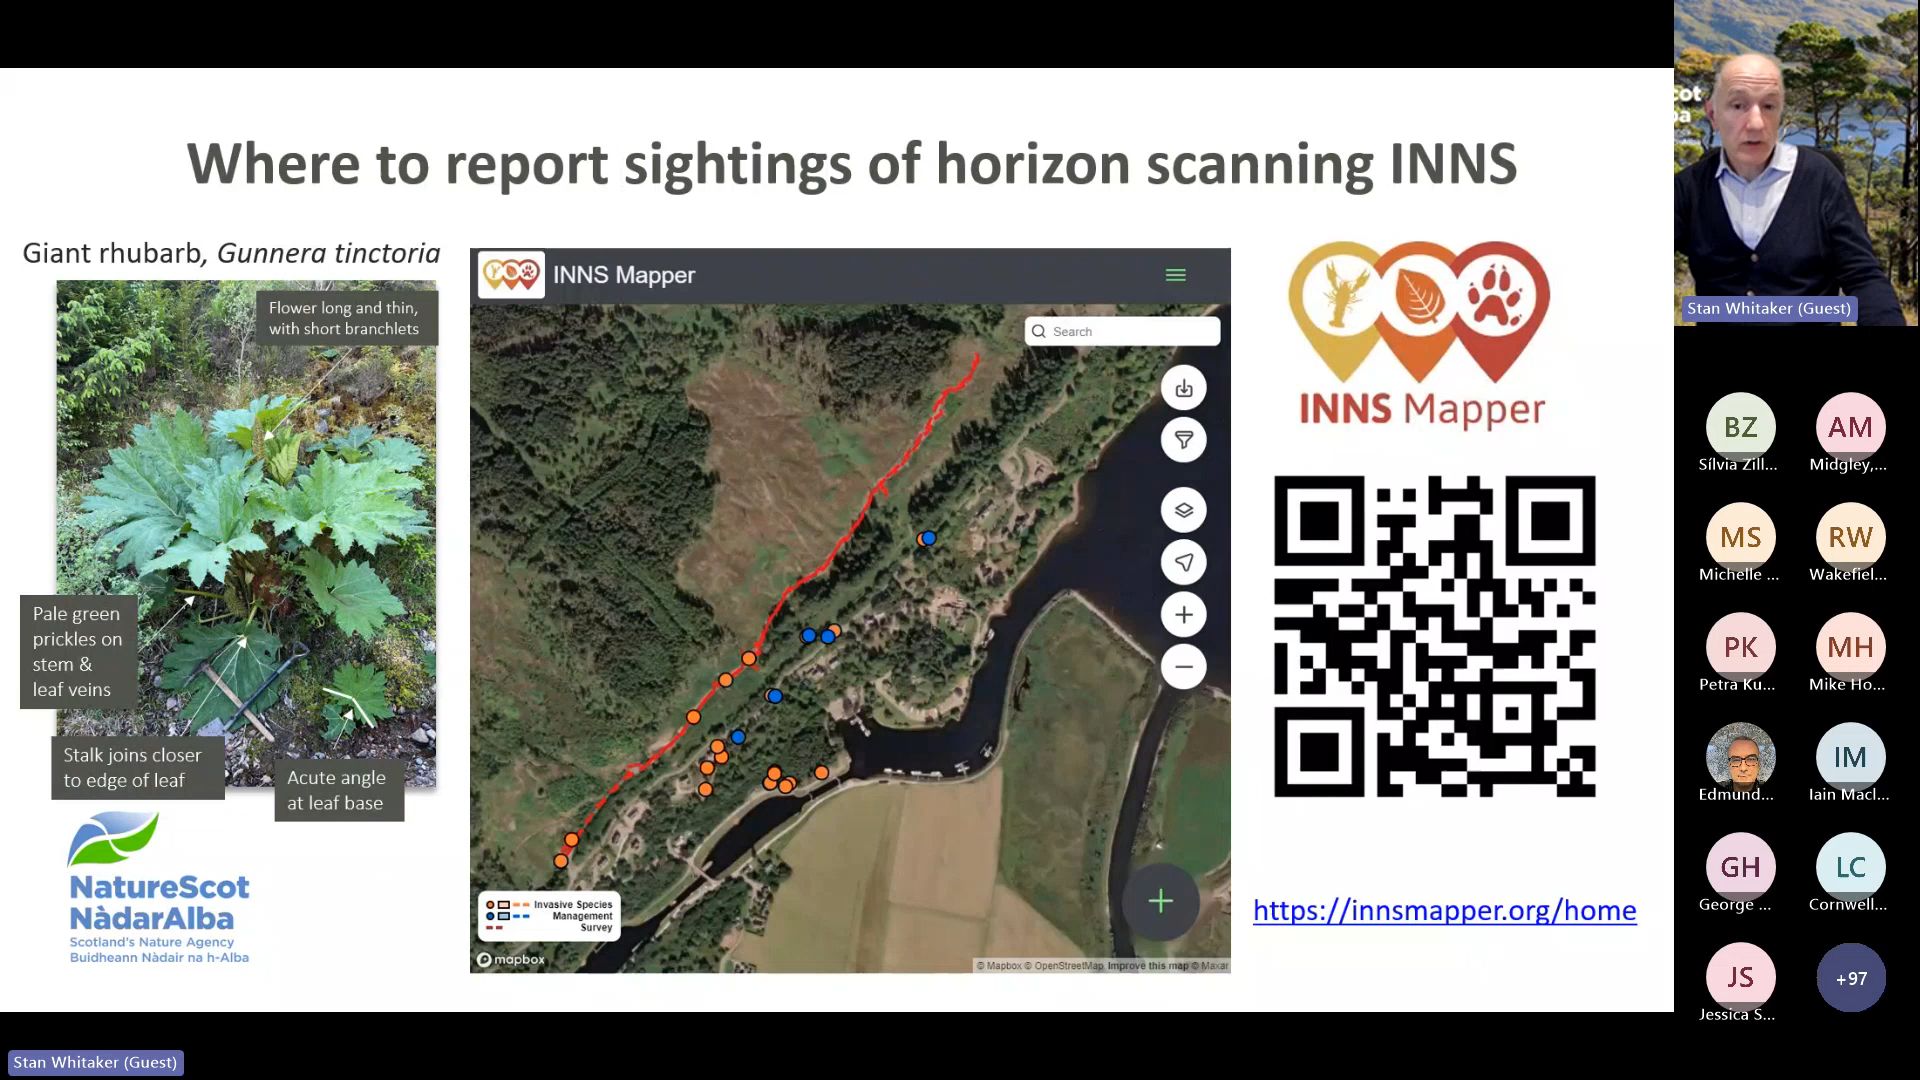 Where to report sightings of horizon scanning INNS
Giant rhubarb, Gunnera tinctoria
Flower long and thin,
with short branchlets
Pale green
prickles on
stem &
leaf veins
Stalk joins closer
to edge of leaf
Acute angle
at leaf base
NatureScot
NàdarAlba
Scotland's Nature Agency
Buidheann Nàdair na h-Alba
INNS Mapper
Search
Invasive Species
Management
Survey
mapbox
© Mapbox © OpenStreetMap Improve this map © Maxar
INNS Mapper
https://innsmapper.org/home
cot
ba
Stan Whitaker (Guest)
BZ
Sílvia Zill...
AM
Midgley,...
MS
Michelle ...
RW
Wakefiel...
PK
Petra Ku...
MH
Mike Ho...
Edmund...
IM
Iain Macl...
GH
George ...
LC
Cornwell...
JS
Jessica S...
+97
Stan Whitaker (Guest)